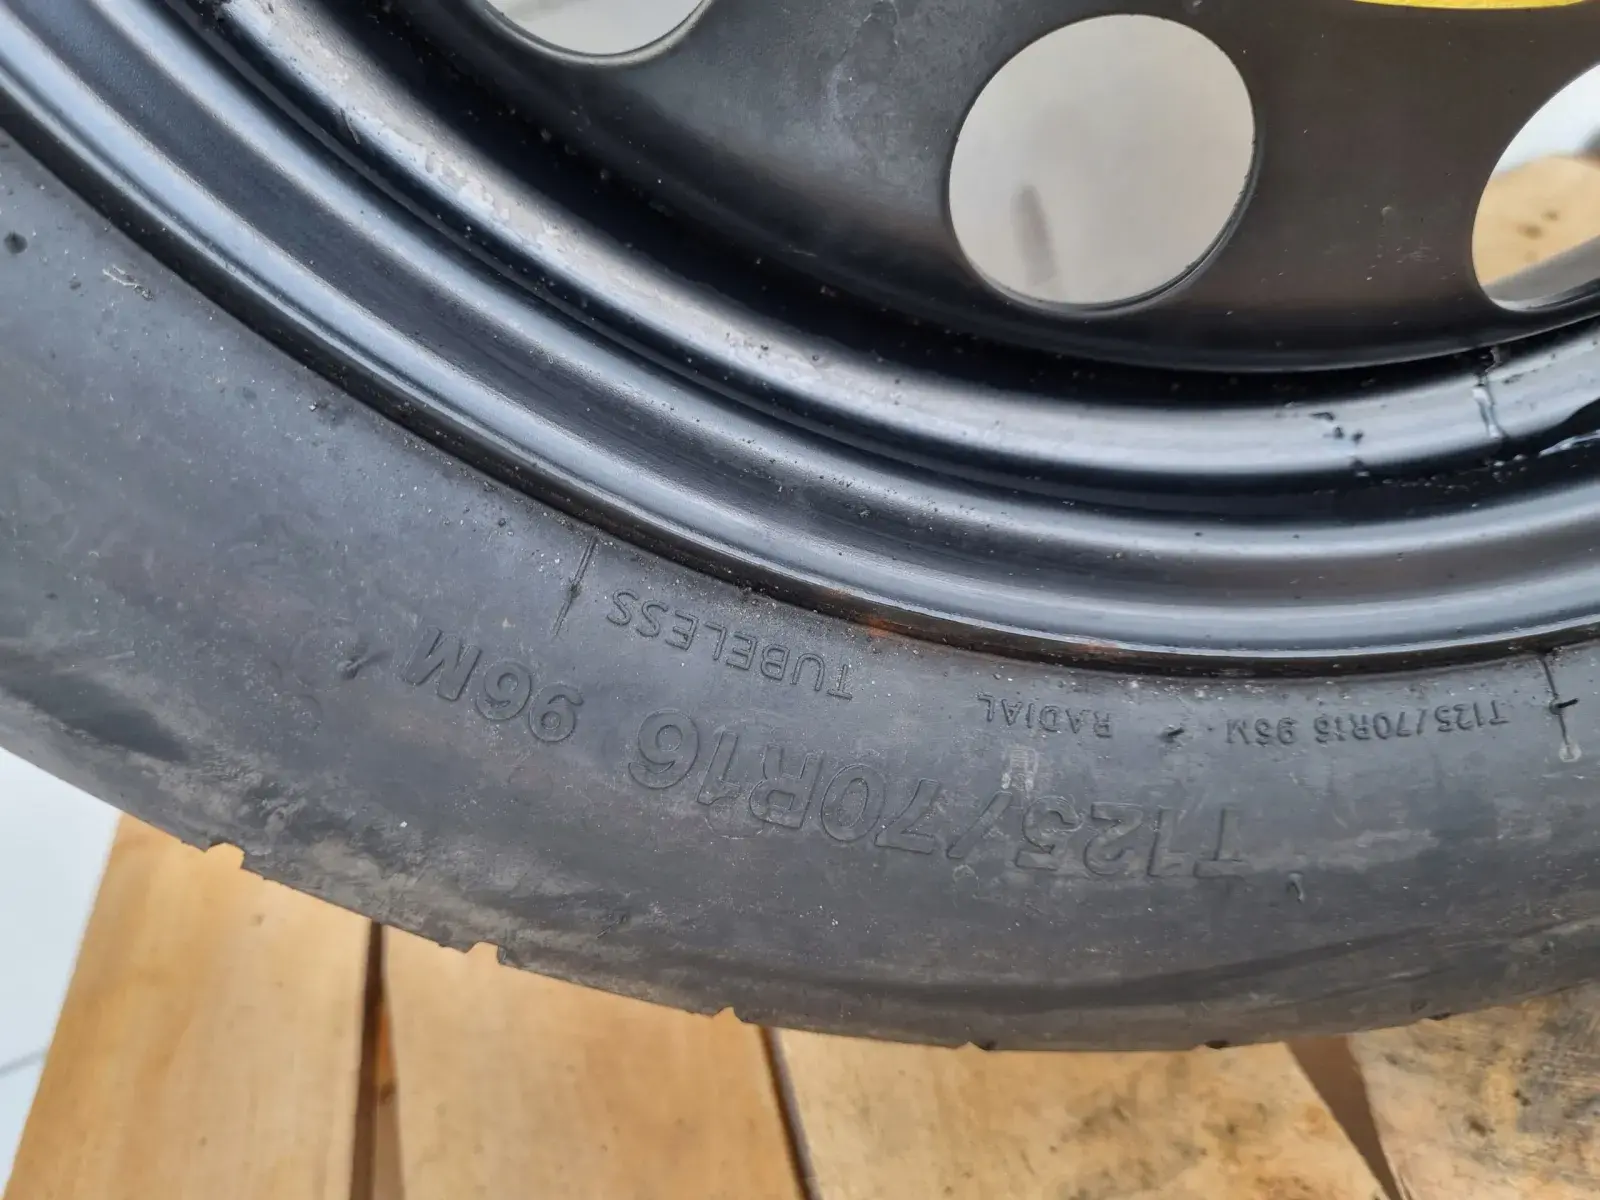 T125/70R16 96M
T125/70R16 96M
RADIAL
TUBELESS